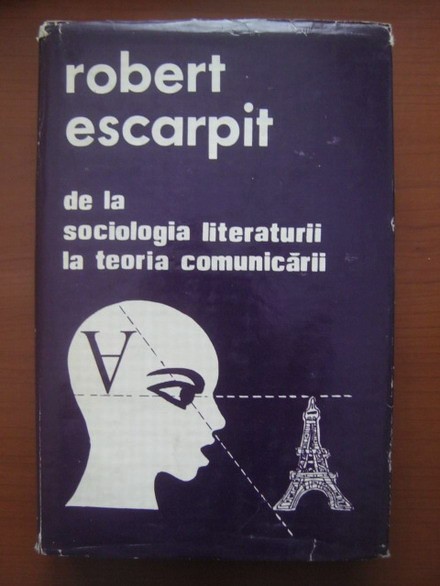 robert
escarpit
de la
sociologia literaturii
la teoria comunicării
∀